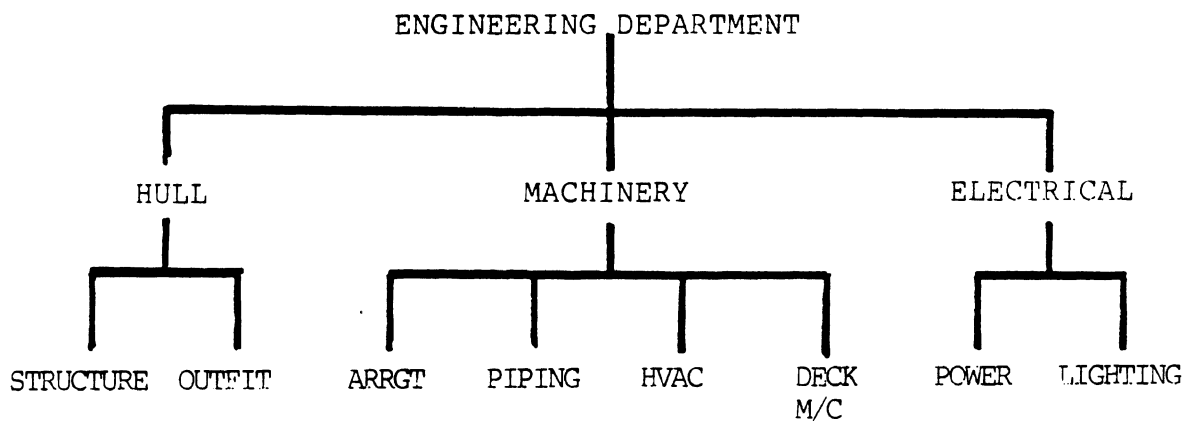 ENGINEERING DEPARTMENT
HULL MACHINERY ELECTRICAL
STRUCTURE OUTFIT ARRGT PIPING HVAC DECK POWER LIGHTING
M/C